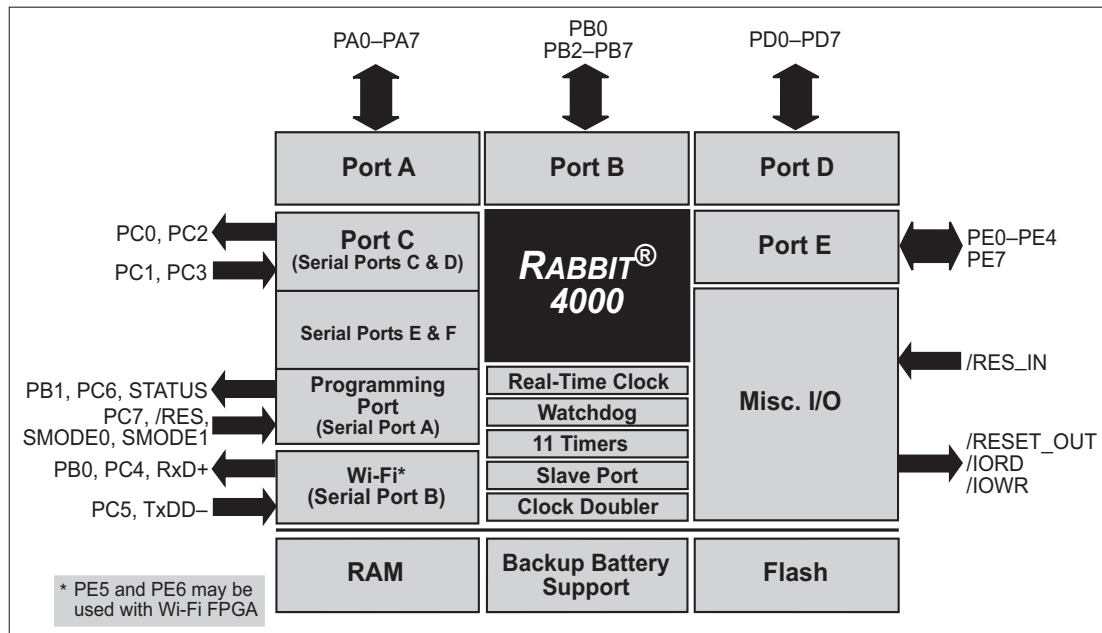 PA0–PA7
PB0
PB2–PB7
PD0–PD7
Port A
Port B
Port D
PC0, PC2
PC1, PC3
Port C
(Serial Ports C & D)
RABBIT®
4000
Port E
PE0–PE4
PE7
Serial Ports E & F
PB1, PC6, STATUS
PC7, /RES,
SMODE0, SMODE1
Programming
Port
(Serial Port A)
Real-Time Clock
Watchdog
11 Timers
Slave Port
Clock Doubler
Misc. I/O
/RES_IN
/RESET_OUT
/IORD
/IOWR
PB0, PC4, RxD+
PC5, TxDD–
Wi-Fi*
(Serial Port B)
RAM
Backup Battery
Support
Flash
* PE5 and PE6 may be
used with Wi-Fi FPGA